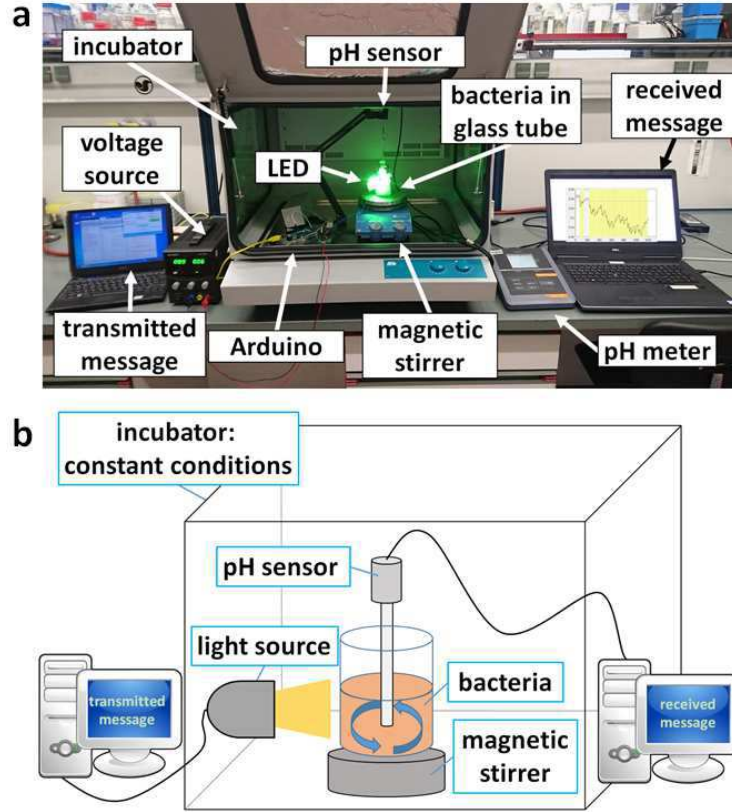 a
incubator
pH sensor
bacteria in
glass tube
received
message
voltage
source
LED
transmitted
message
Arduino
magnetic
stirrer
pH meter
b
incubator:
constant conditions
pH sensor
light source
transmitted
message
bacteria
received
message
magnetic
stirrer